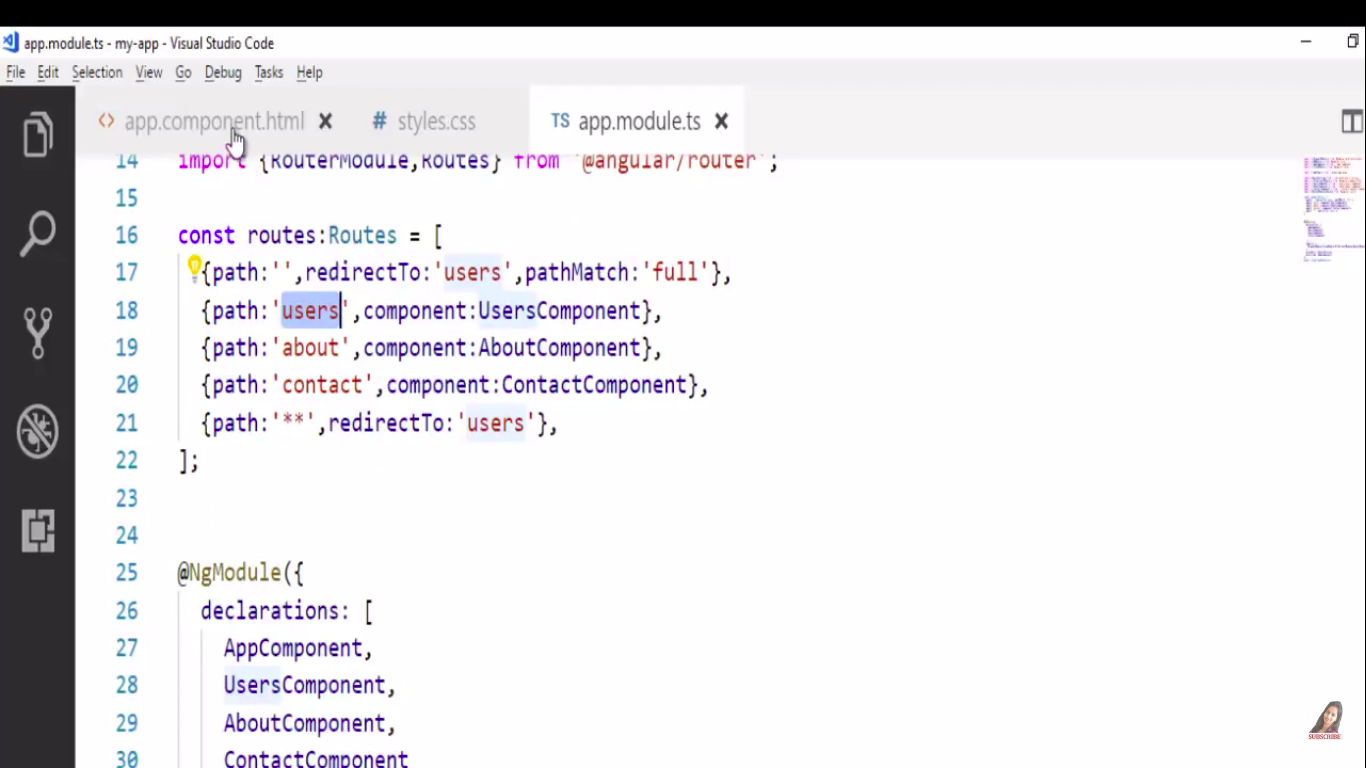 app.module.ts - my-app - Visual Studio Code
File Edit Selection View Go Debug Tasks Help
<> app.component.html × # styles.css TS app.module.ts ×
14 import {RouterModule,Routes} from '@angular/router';
15
16 const routes:Routes = [
17 {path:'',redirectTo:'users',pathMatch:'full'},
18 {path:'users',component:UsersComponent},
19 {path:'about',component:AboutComponent},
20 {path:'contact',component:ContactComponent},
21 {path:'**',redirectTo:'users'},
22 ];
23
24
25 @NgModule({
26 declarations: [
27 AppComponent,
28 UsersComponent,
29 AboutComponent,
30 ContactComponent
SUBSCRIBE